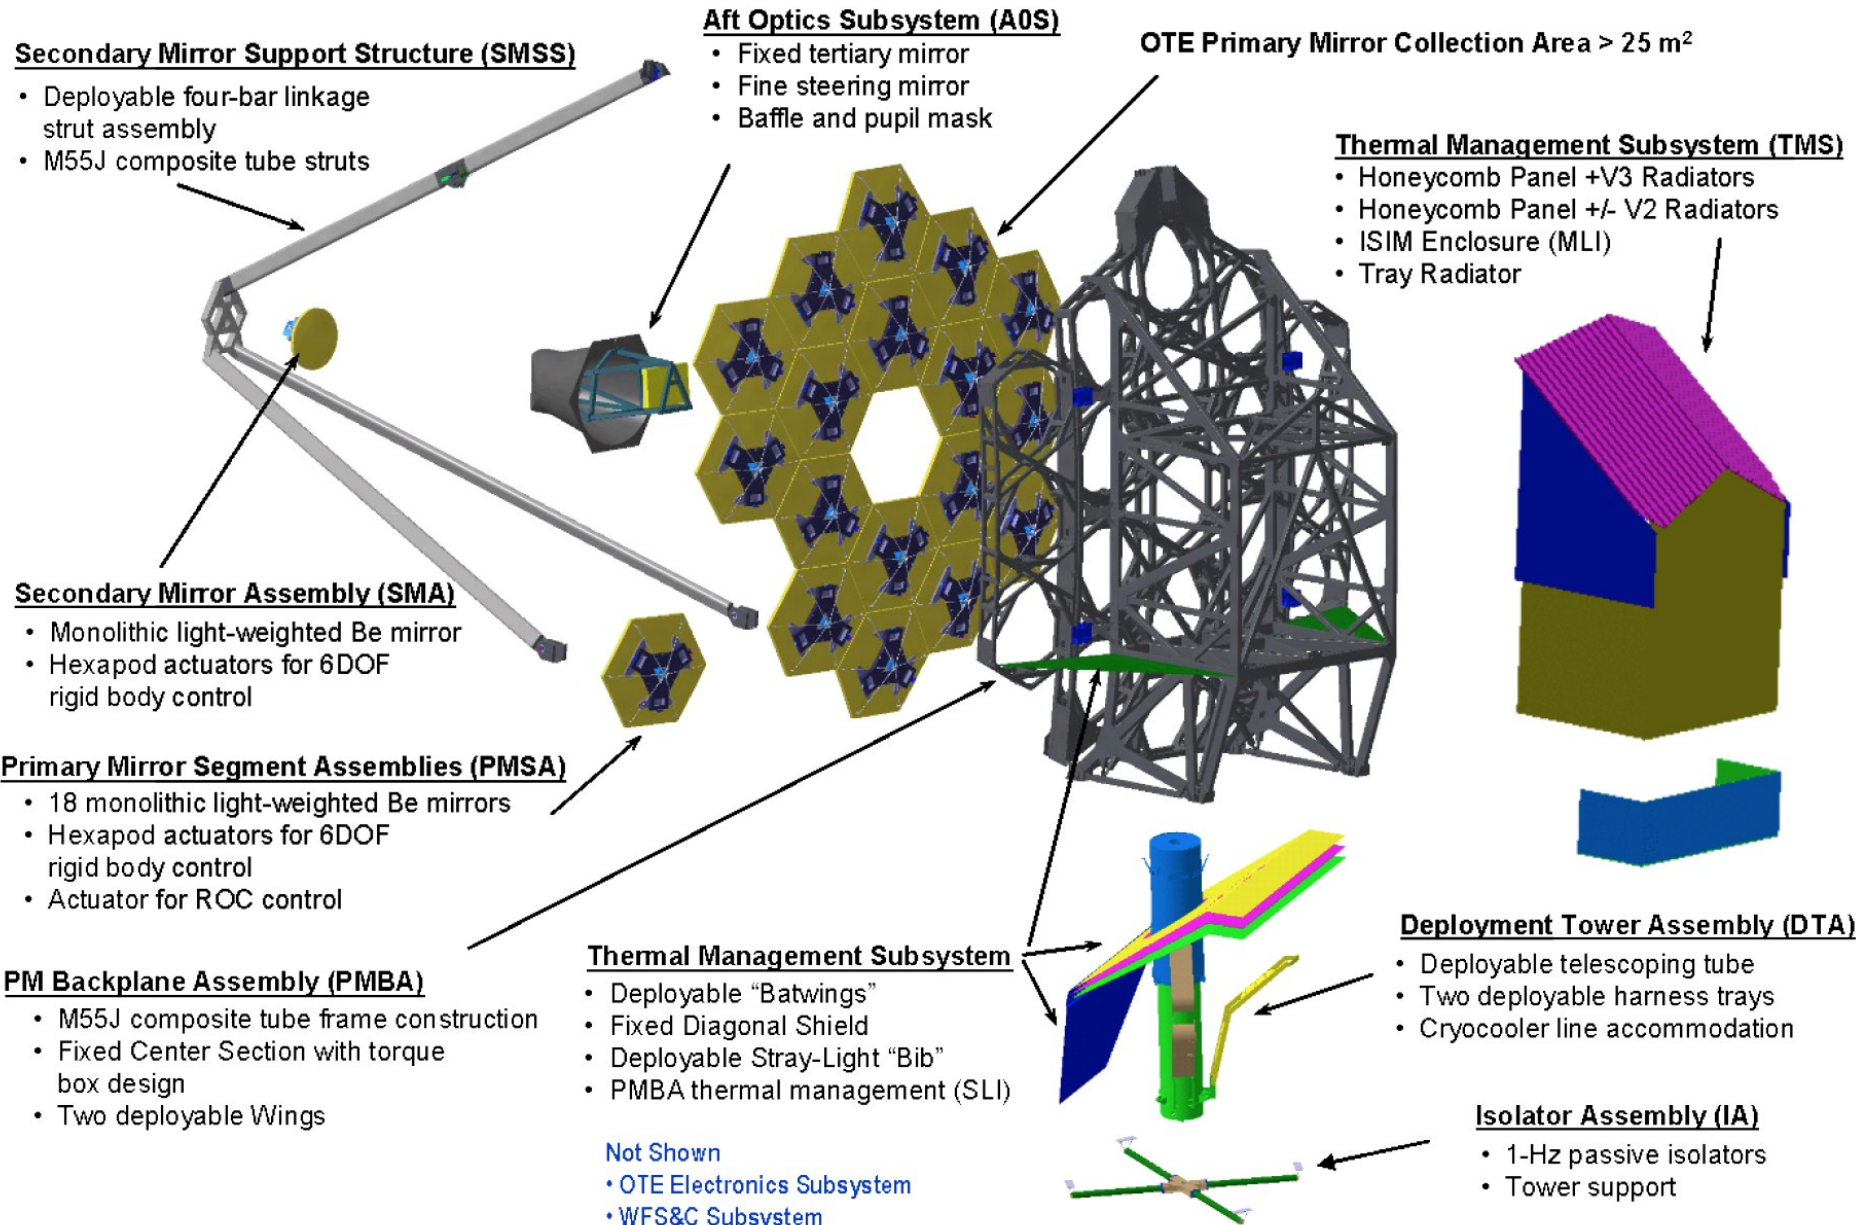 Aft Optics Subsystem (A0S)
• Fixed tertiary mirror
• Fine steering mirror
• Baffle and pupil mask
OTE Primary Mirror Collection Area > 25 m²
Secondary Mirror Support Structure (SMSS)
• Deployable four-bar linkage
strut assembly
• M55J composite tube struts
Thermal Management Subsystem (TMS)
• Honeycomb Panel +V3 Radiators
• Honeycomb Panel +/- V2 Radiators
• ISIM Enclosure (MLI)
• Tray Radiator
Secondary Mirror Assembly (SMA)
• Monolithic light-weighted Be mirror
• Hexapod actuators for 6DOF
rigid body control
Primary Mirror Segment Assemblies (PMSA)
• 18 monolithic light-weighted Be mirrors
• Hexapod actuators for 6DOF
rigid body control
• Actuator for ROC control
PM Backplane Assembly (PMBA)
• M55J composite tube frame construction
• Fixed Center Section with torque
box design
• Two deployable Wings
Thermal Management Subsystem
• Deployable “Batwings”
• Fixed Diagonal Shield
• Deployable Stray-Light “Bib”
• PMBA thermal management (SLI)
Not Shown
• OTE Electronics Subsystem
• WFS&C Subsystem
Deployment Tower Assembly (DTA)
• Deployable telescoping tube
• Two deployable harness trays
• Cryocooler line accommodation
Isolator Assembly (IA)
• 1-Hz passive isolators
• Tower support